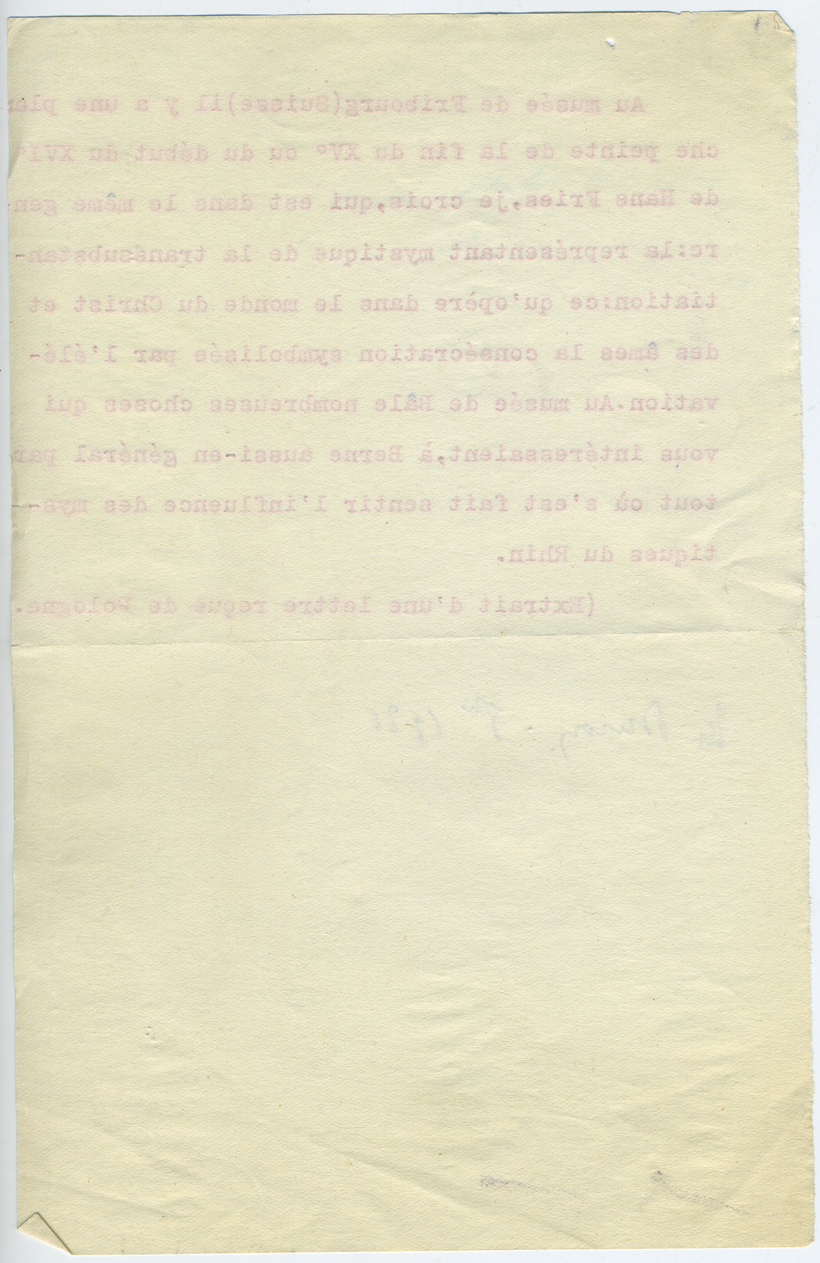 Au musée de Fribourg(Suisse)il y a une plan
che peinte de la fin du XV° ou du début du XVI°
de Hans Fries,je crois,qui est dans le même gen
re:la représentant mystique de la transsubstan-
tiation:ce qu'opère dans le monde du Christ et
des âmes la consécration symbolisée par l'élé-
vation.Au musée de Bâle nombreuses choses qui
vous intéressaient,à Berne aussi-en général par
tout où s'est fait sentir l'influence des mys-
tiques du Rhin.
(Extrait d'une lettre reçue de Pologne.